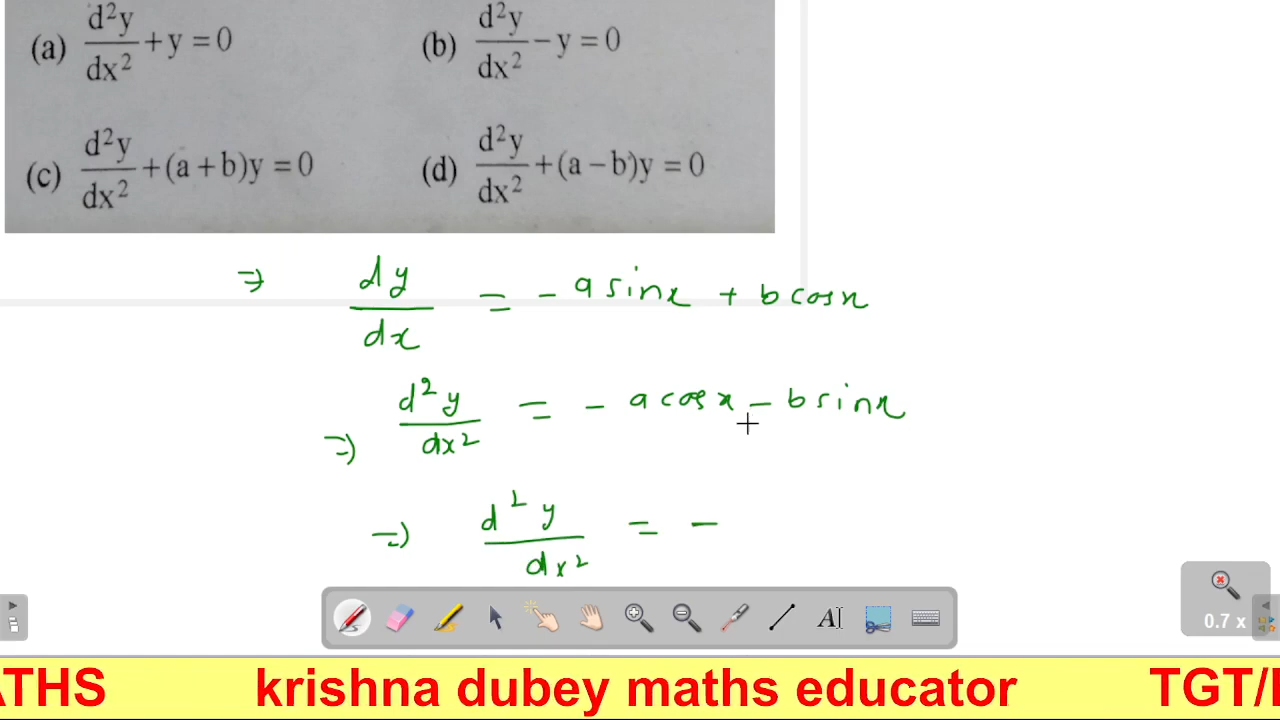 (a) d²y/dx² + y = 0 (b) d²y/dx² − y = 0
(c) d²y/dx² + (a + b)y = 0 (d) d²y/dx² + (a − b)y = 0
⇒ dy/dx = − a sinx + b cosx
⇒ d²y/dx² = − a cosx − b sinx
⇒ d²y/dx² = −
AI
0.7 x
ATHS krishna dubey maths educator TGT/